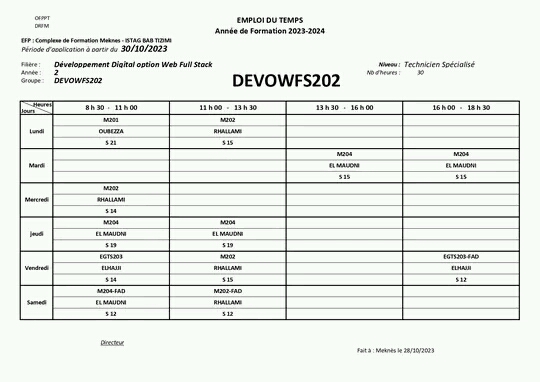 OFPPT
DRFM
EMPLOI DU TEMPS
Année de Formation 2023-2024
EFP : Complexe de Formation Meknes - ISTAG BAB TIZIMI
Période d'application à partir du 30/10/2023
Filière : Développement Digital option Web Full Stack
Niveau : Technicien Spécialisé
Année : 2
Nb d'heures : 30
Groupe : DEVOWFS202
DEVOWFS202
Heures
Jours
8 h 30 - 11 h 00 11 h 00 - 13 h 30 13 h 30 - 16 h 00 16 h 00 - 18 h 30
M201 M202
Lundi OUBEZZA RHALLAMI
S 21 S 15
M204 M204
Mardi EL MAUDNI EL MAUDNI
S 15 S 15
M202
Mercredi RHALLAMI
S 14
M204 M204
jeudi EL MAUDNI EL MAUDNI
S 19 S 19
EGTS203 M202 EGTS203-FAD
Vendredi ELHAJJI RHALLAMI ELHAJJI
S 14 S 15 S 12
M204-FAD M202-FAD
Samedi EL MAUDNI RHALLAMI
S 12 S 12
Directeur
Fait à : Meknès le 28/10/2023